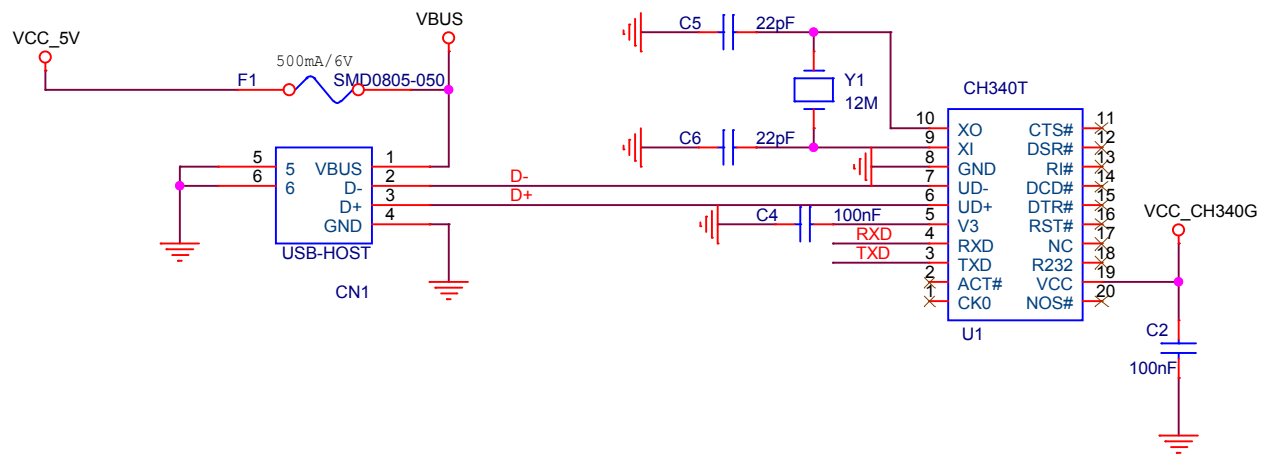 VCC_5V
VBUS
500mA/6V
F1
SMD0805-050
5
6
5
6
VBUS
D-
D+
GND
1
2
3
4
USB-HOST
CN1
D-
D+
C5
22pF
Y1
12M
C6
22pF
C4
100nF
RXD
TXD
CH340T
10
9
8
7
6
5
4
3
2
1
XO
XI
GND
UD-
UD+
V3
RXD
TXD
ACT#
CK0
CTS#
DSR#
RI#
DCD#
DTR#
RST#
NC
R232
VCC
NOS#
11
12
13
14
15
16
17
18
19
20
U1
VCC_CH340G
C2
100nF